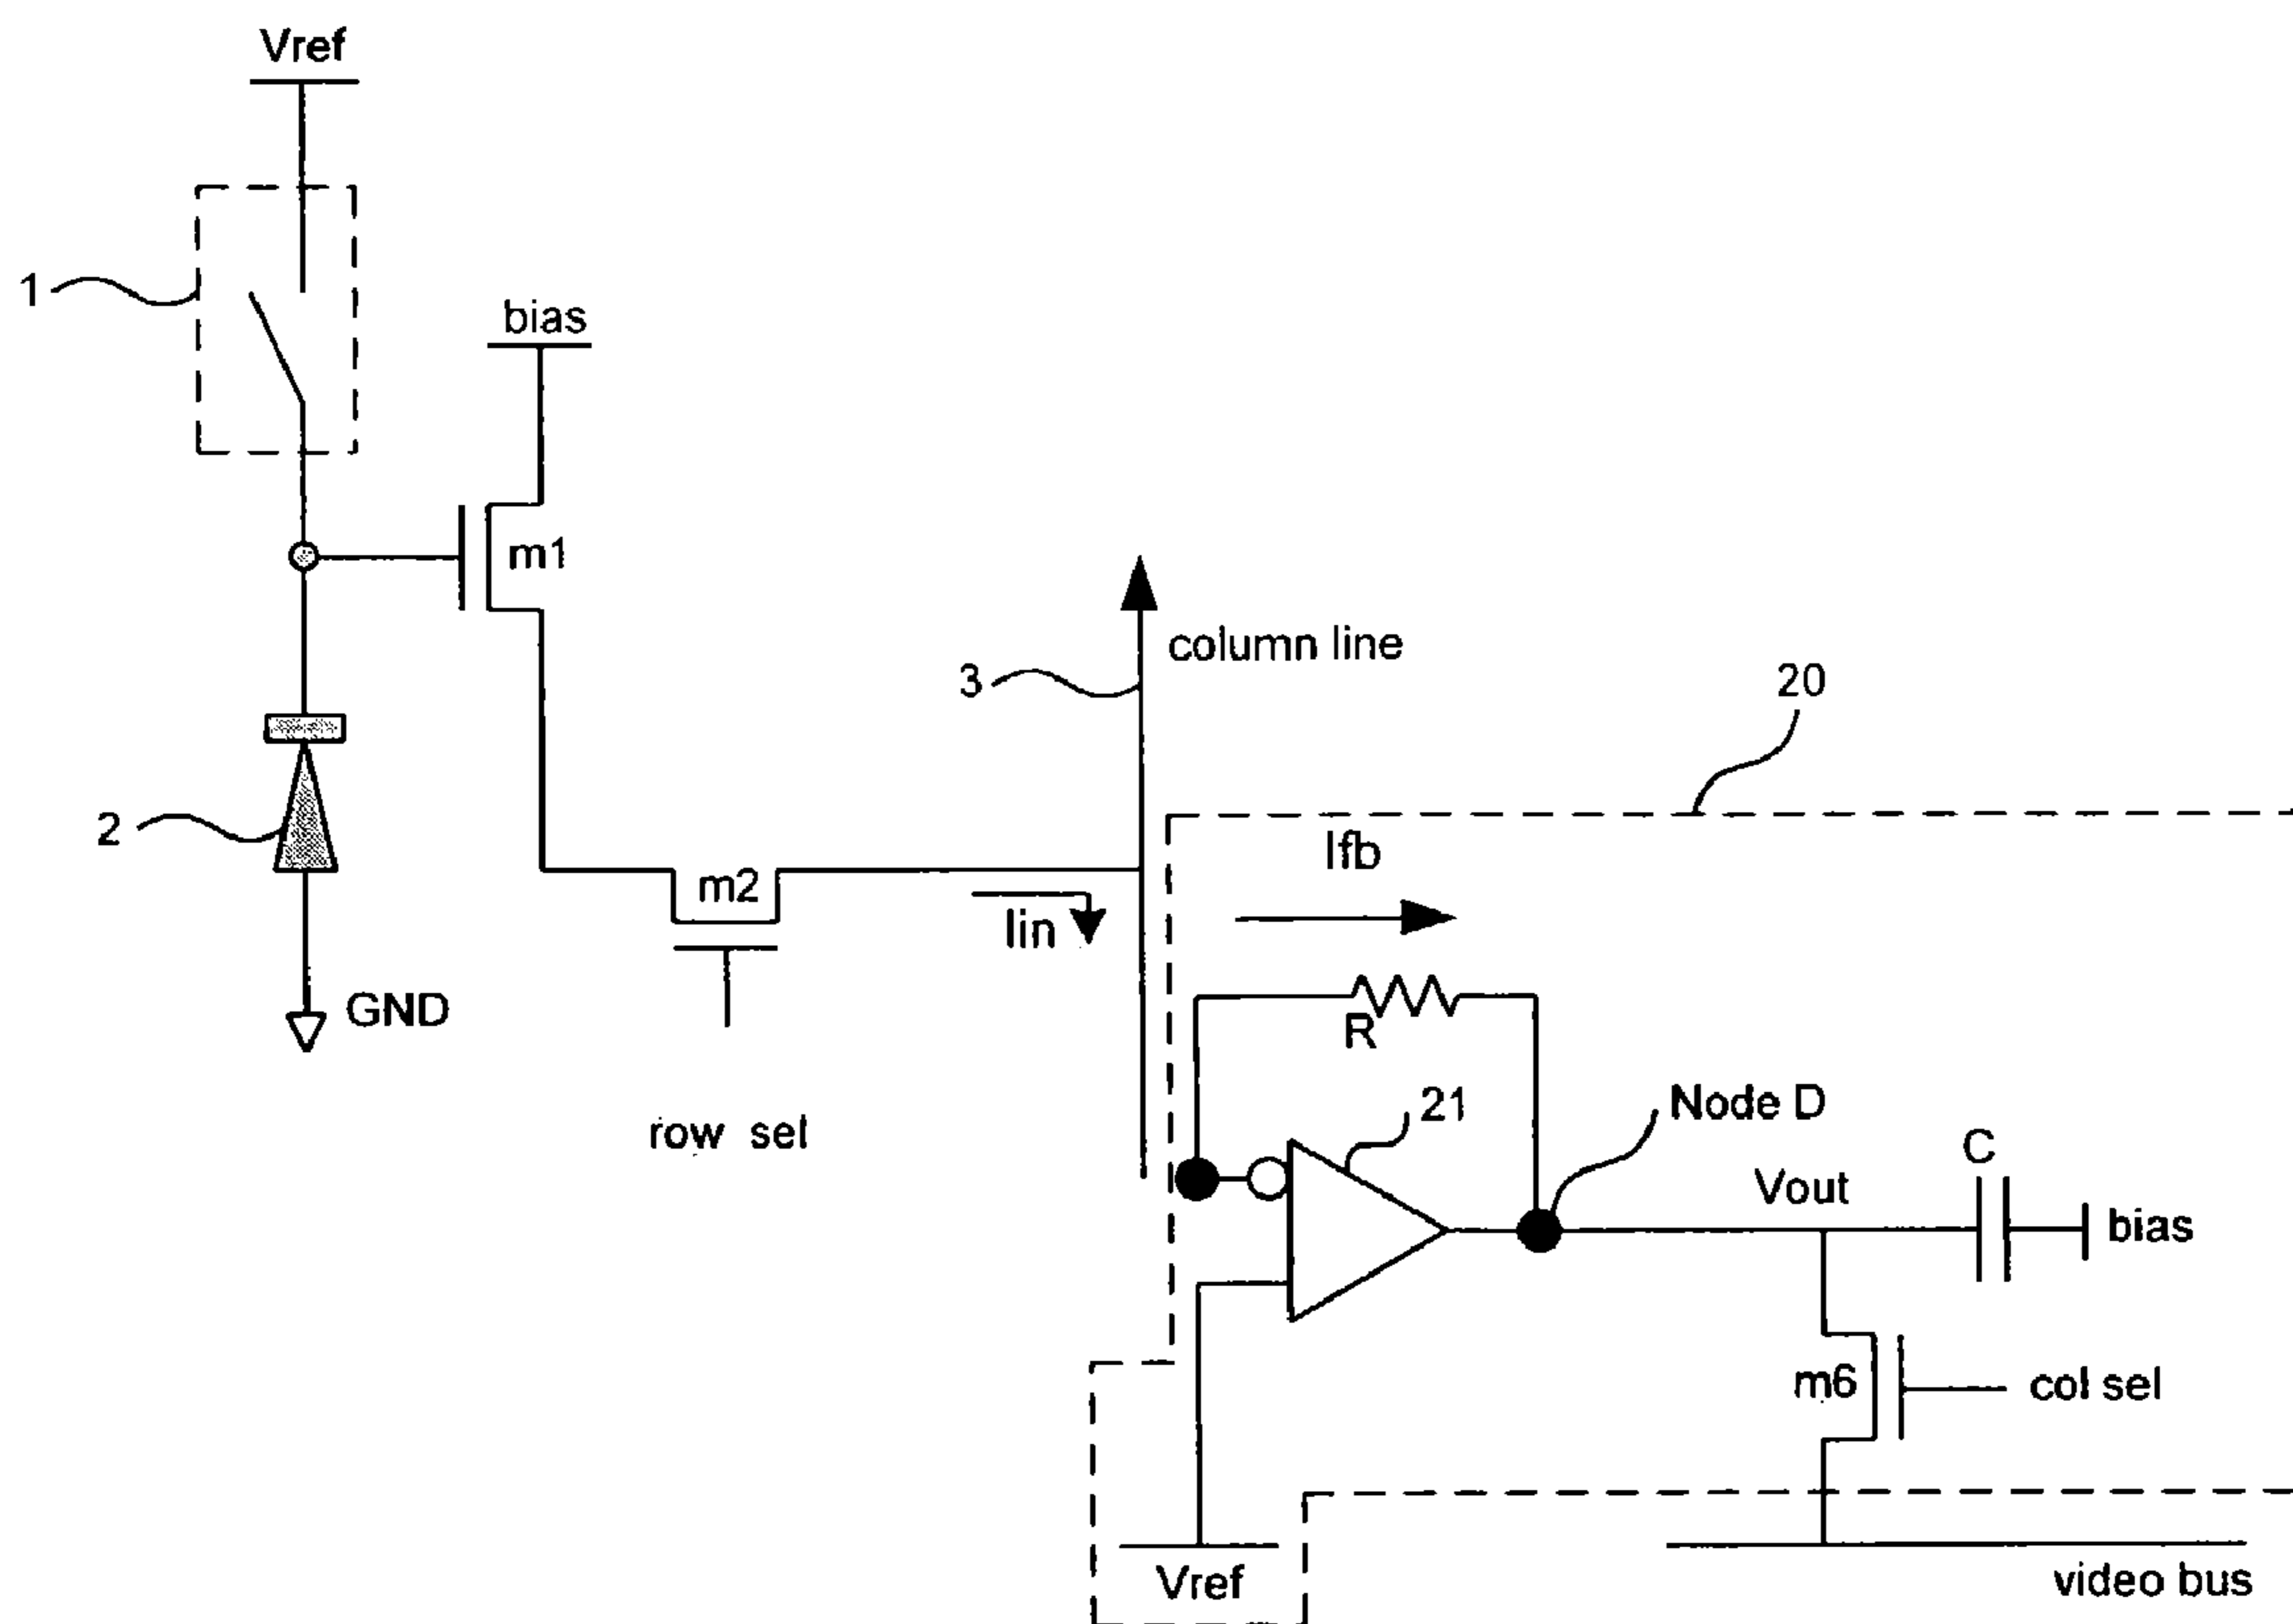 Vref
1
bias
m1
column line
3
20
2
Ifb
m2
Iin
GND
R
21
Node D
row sel
C
Vout
bias
m6
col sel
Vref
video bus